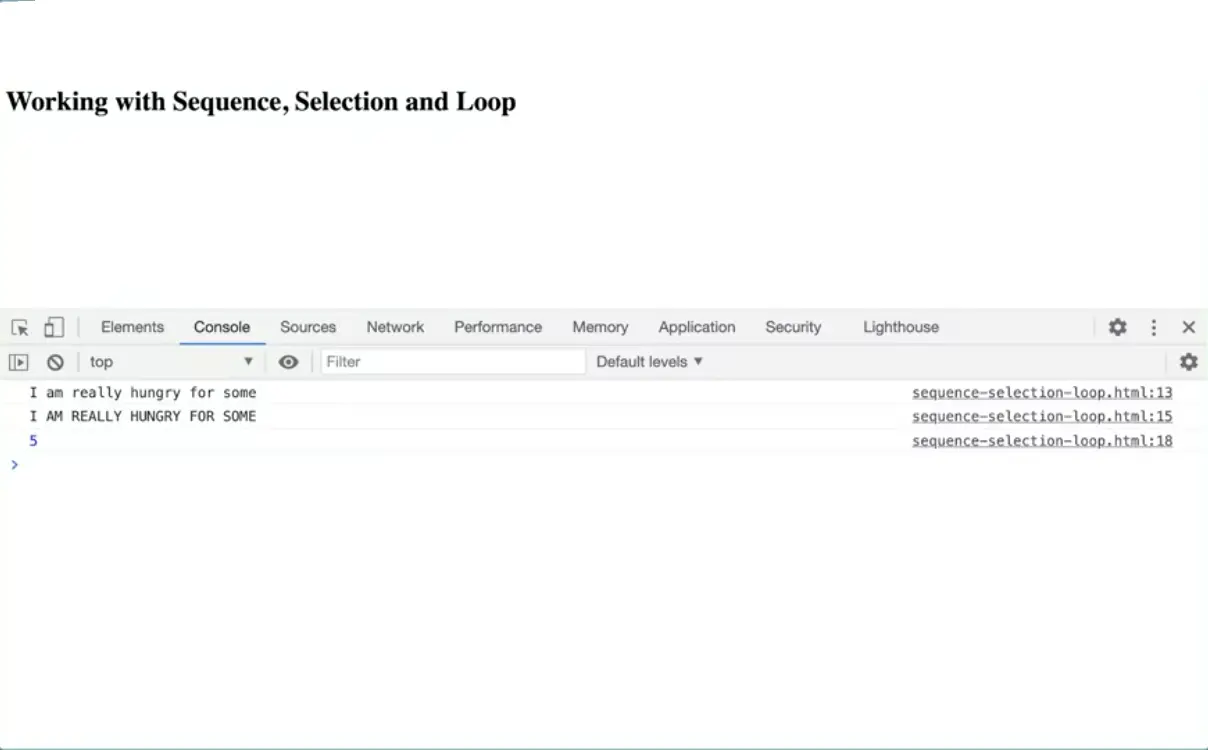 Working with Sequence, Selection and Loop
Elements Console Sources Network Performance Memory Application Security Lighthouse
top Filter Default levels
I am really hungry for some sequence-selection-loop.html:13
I AM REALLY HUNGRY FOR SOME sequence-selection-loop.html:15
5 sequence-selection-loop.html:18
>